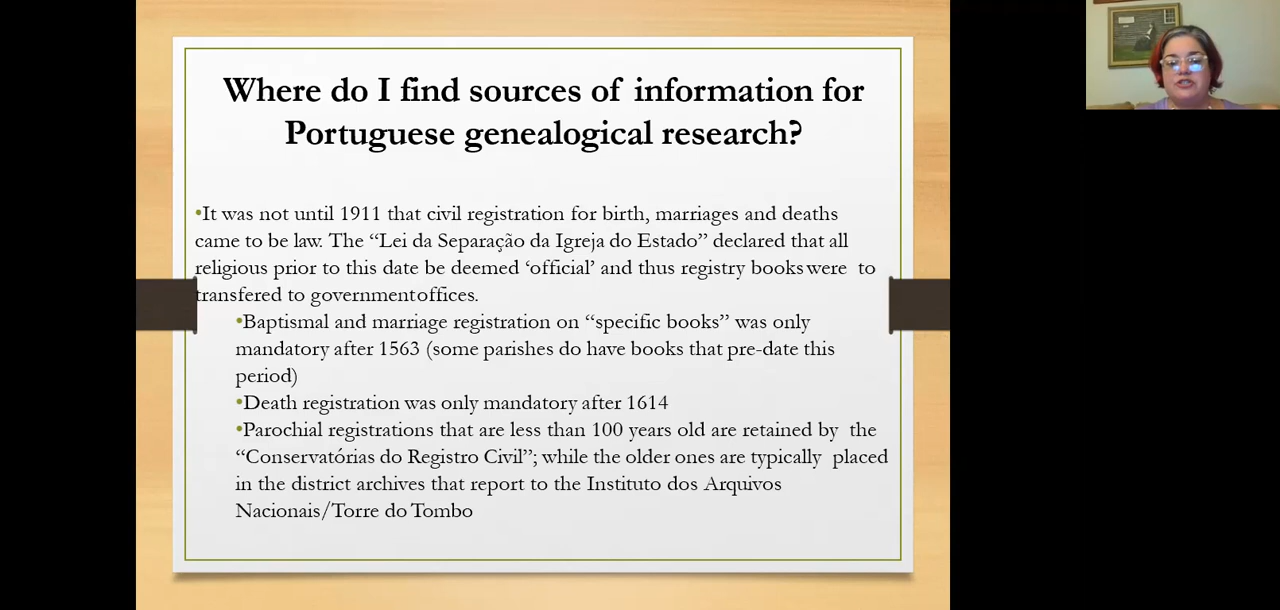 Where do I find sources of information for
Portuguese genealogical research?
•It was not until 1911 that civil registration for birth, marriages and deaths
came to be law. The “Lei da Separação da Igreja do Estado” declared that all
religious prior to this date be deemed ‘official’ and thus registry books were to
transfered to government offices.
•Baptismal and marriage registration on “specific books” was only
mandatory after 1563 (some parishes do have books that pre-date this
period)
•Death registration was only mandatory after 1614
•Parochial registrations that are less than 100 years old are retained by the
“Conservatórias do Registro Civil”; while the older ones are typically placed
in the district archives that report to the Instituto dos Arquivos
Nacionais/Torre do Tombo